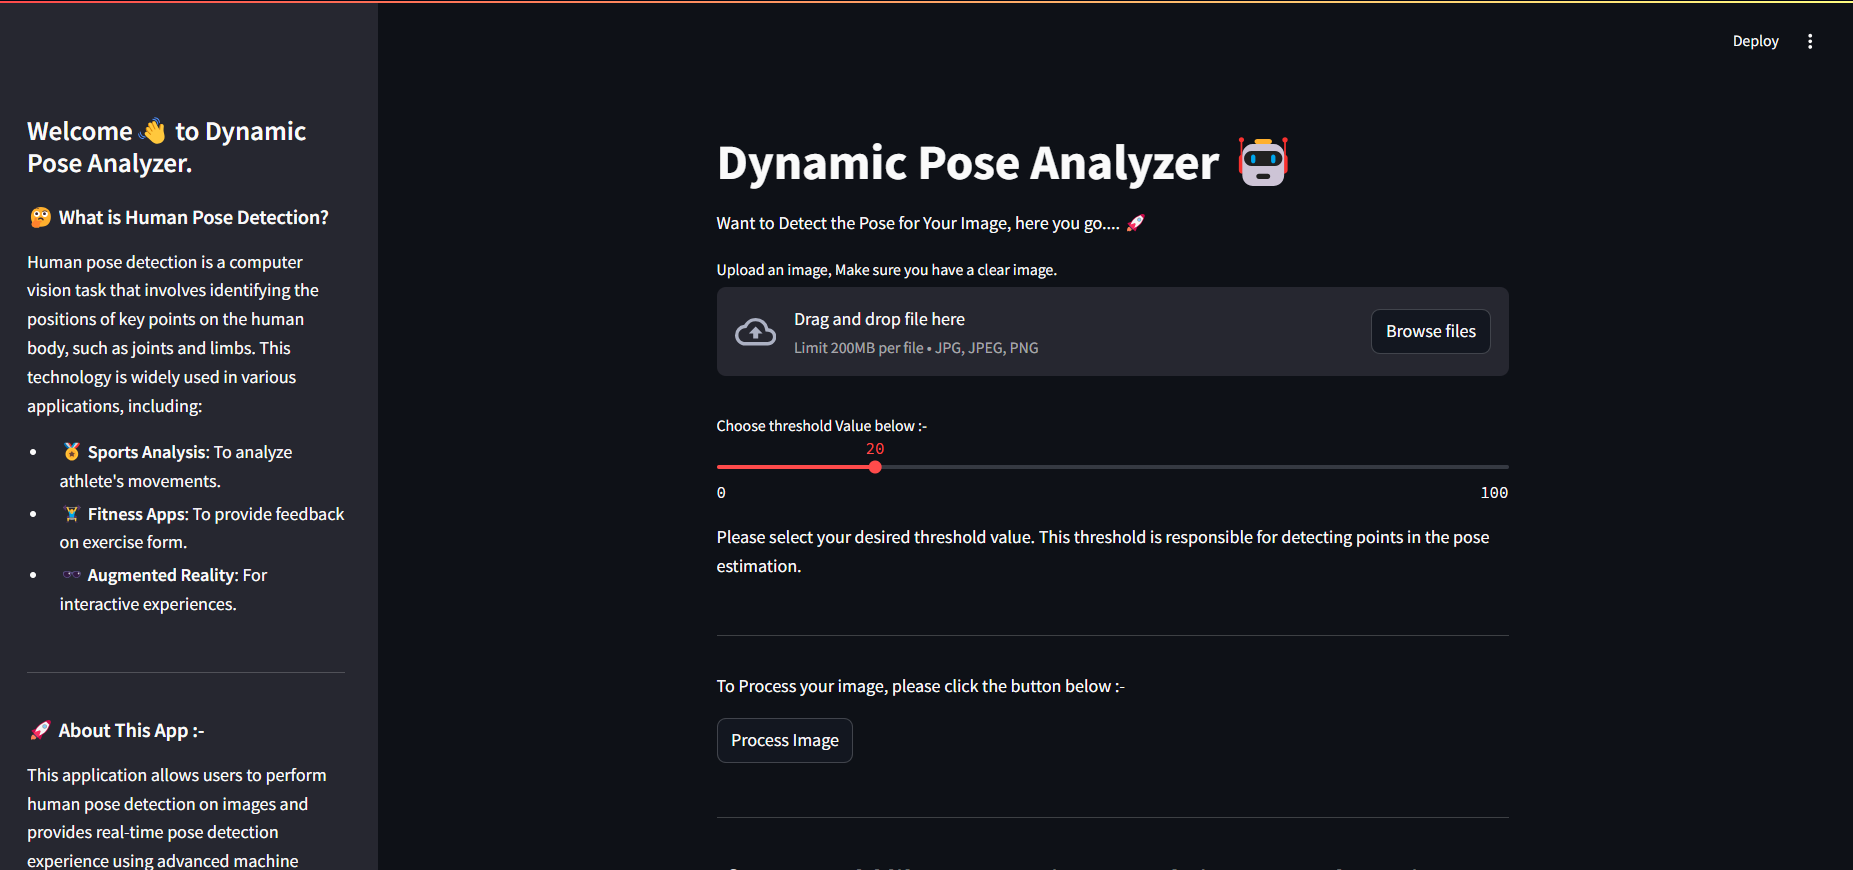 Deploy
Welcome 👋 to Dynamic
Pose Analyzer.
🤔 What is Human Pose Detection?
Human pose detection is a computer
vision task that involves identifying the
positions of key points on the human
body, such as joints and limbs. This
technology is widely used in various
applications, including:
• 🏅 Sports Analysis: To analyze
athlete's movements.
• 🏋️ Fitness Apps: To provide feedback
on exercise form.
• 🕶️ Augmented Reality: For
interactive experiences.
🚀 About This App :-
This application allows users to perform
human pose detection on images and
provides real-time pose detection
experience using advanced machine
Dynamic Pose Analyzer 🤖
Want to Detect the Pose for Your Image, here you go.... 🚀
Upload an image, Make sure you have a clear image.
Drag and drop file here
Limit 200MB per file • JPG, JPEG, PNG
Browse files
Choose threshold Value below :-
20
0
100
Please select your desired threshold value. This threshold is responsible for detecting points in the pose
estimation.
To Process your image, please click the button below :-
Process Image